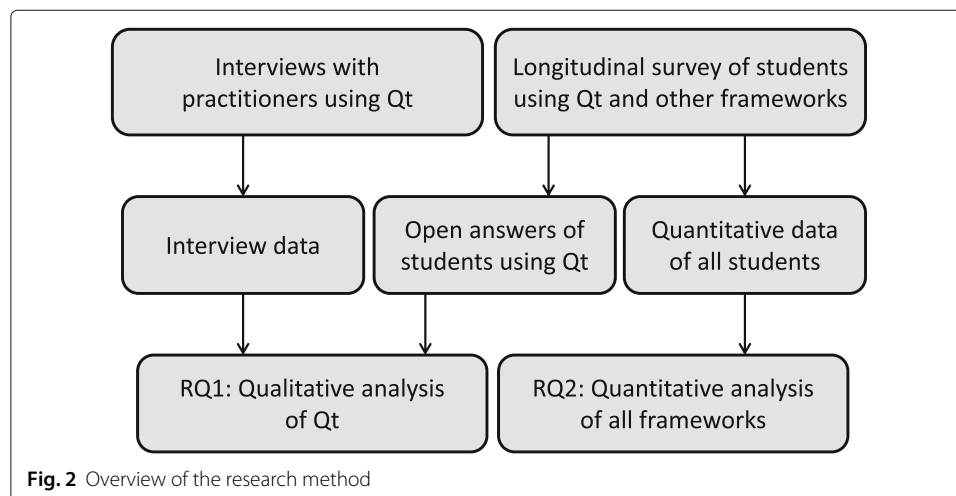 Interviews with
practitioners using Qt
Longitudinal survey of students
using Qt and other frameworks
Interview data
Open answers of
students using Qt
Quantitative data
of all students
RQ1: Qualitative analysis
of Qt
RQ2: Quantitative analysis
of all frameworks
Fig. 2 Overview of the research method